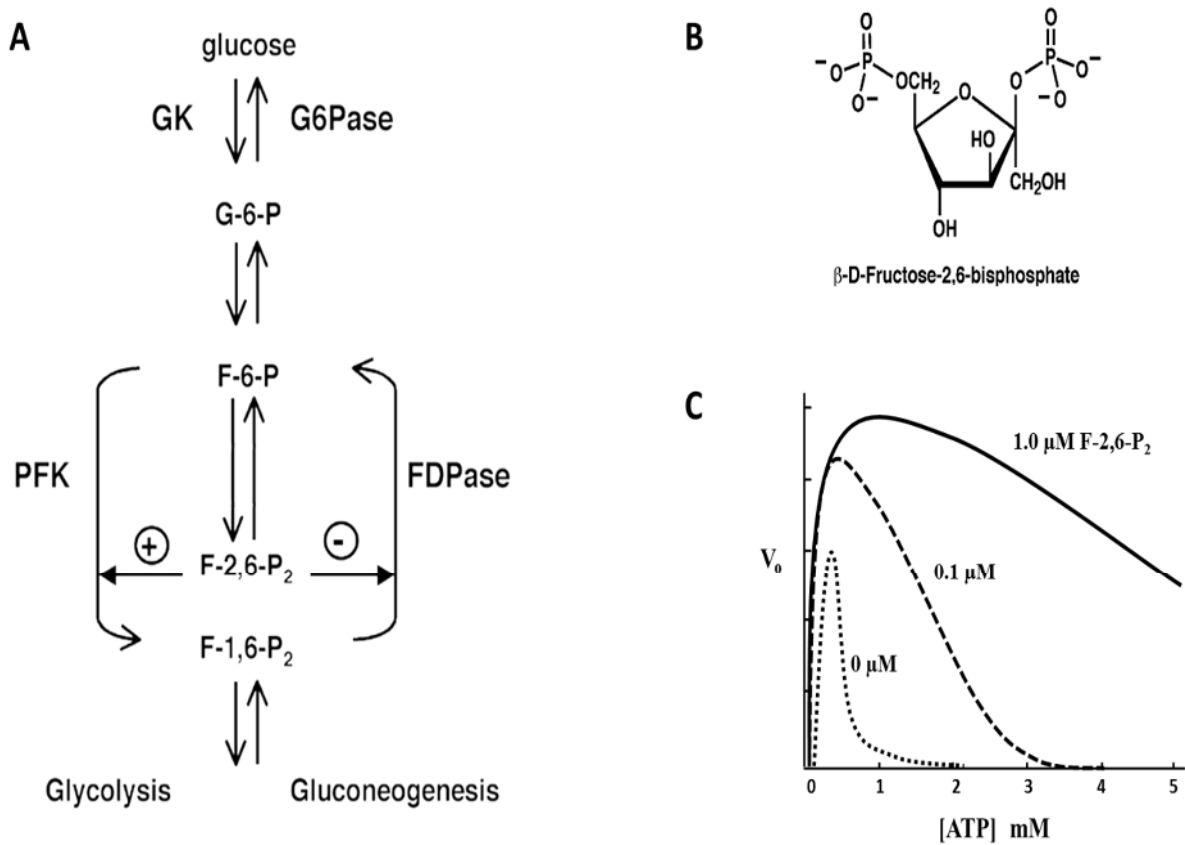 A
glucose
GK G6Pase
G-6-P
F-6-P
PFK FDPase
+ -
F-2,6-P₂
F-1,6-P₂
Glycolysis Gluconeogenesis
B
O O
⁻O P OCH₂ O O P O⁻
O⁻ O⁻
HO
CH₂OH
OH
β-D-Fructose-2,6-bisphosphate
C
1.0 µM F-2,6-P₂
0.1 µM
0 µM
Vₒ
0 1 2 3 4 5
[ATP] mM